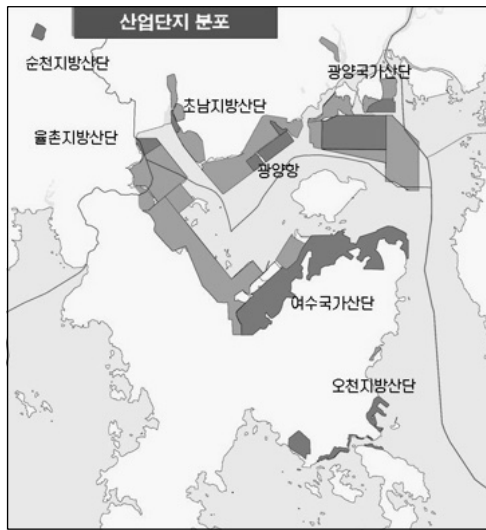 산업단지 분포
순천지방산단
광양국가산단
초남지방산단
율촌지방산단
광양항
여수국가산단
오천지방산단